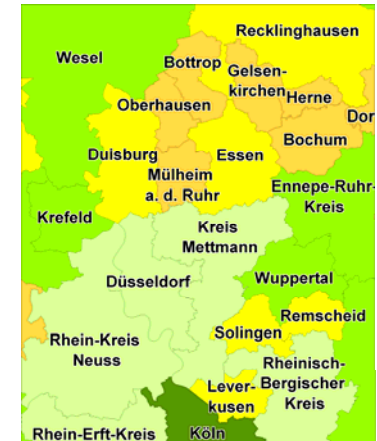 Recklinghausen
Wesel
Bottrop
Gelsen-
kirchen
Herne
Oberhausen
Dor
Bochum
Duisburg
Essen
Mülheim
a. d. Ruhr
Ennepe-Ruhr-
Kreis
Krefeld
Kreis
Mettmann
Düsseldorf
Wuppertal
Remscheid
Solingen
Rhein-Kreis
Neuss
Rheinisch-
Bergischer
Kreis
Lever-
kusen
Rhein-Erft-Kreis
Köln